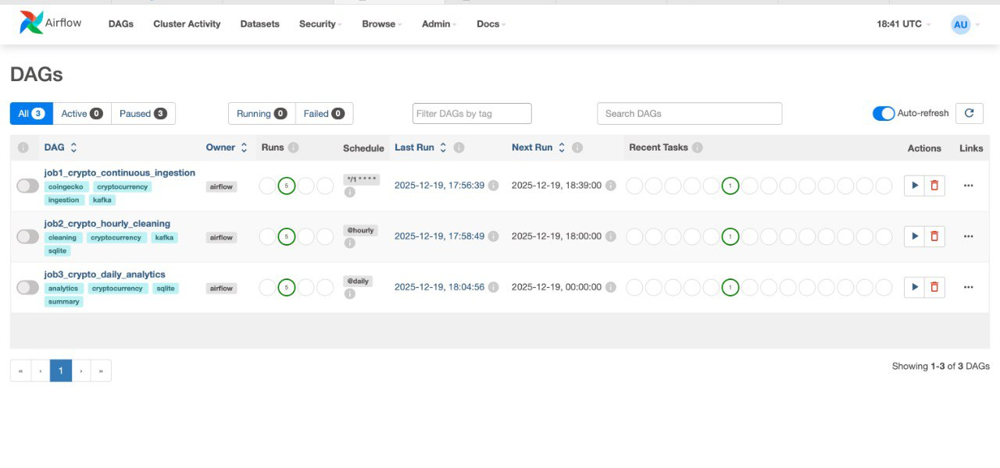 Airflow DAGs Cluster Activity Datasets Security Browse Admin Docs 18:41 UTC AU
DAGs
All 3 Active 0 Paused 3 Running 0 Failed 0 Filter DAGs by tag Search DAGs Auto-refresh
DAG Owner Runs Schedule Last Run Next Run Recent Tasks Actions Links
job1_crypto_continuous_ingestion
coingecko cryptocurrency
ingestion kafka
airflow 5 */1 * * * * 2025-12-19, 17:56:39 2025-12-19, 18:39:00 1
job2_crypto_hourly_cleaning
cleaning cryptocurrency kafka
sqlite
airflow 5 @hourly 2025-12-19, 17:58:49 2025-12-19, 18:00:00 1
job3_crypto_daily_analytics
analytics cryptocurrency sqlite
summary
airflow 5 @daily 2025-12-19, 18:04:56 2025-12-19, 00:00:00 1
« ‹ 1 › »
Showing 1-3 of 3 DAGs